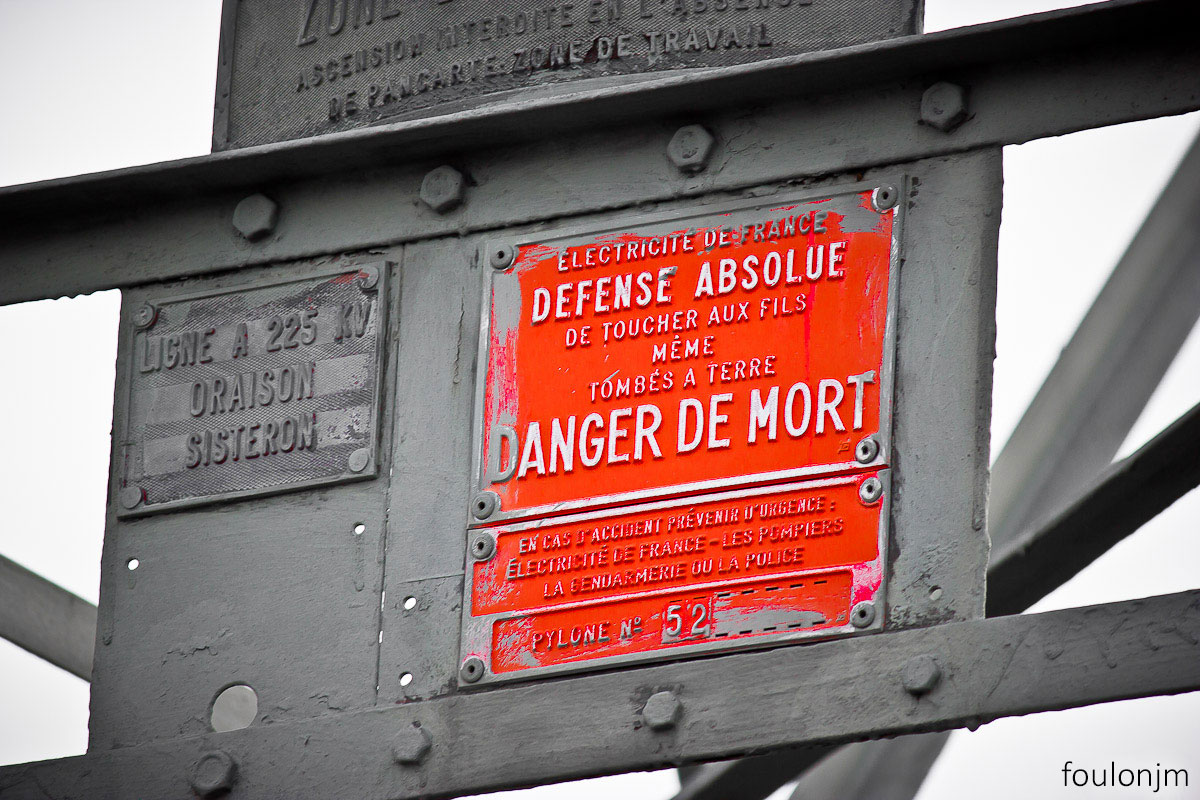 ZONE
ASCENSION INTERDITE EN L'ABSENCE
DE PANCARTE. ZONE DE TRAVAIL
LIGNE A 225 KV
ORAISON
SISTERON
ÉLECTRICITÉ DE FRANCE
DEFENSE ABSOLUE
DE TOUCHER AUX FILS
MÊME
TOMBÉS A TERRE
DANGER DE MORT
EN CAS D'ACCIDENT PRÉVENIR D'URGENCE :
ÉLECTRICITÉ DE FRANCE - LES POMPIERS
LA GENDARMERIE OU LA POLICE
PYLONE Nº 52
foulonjm